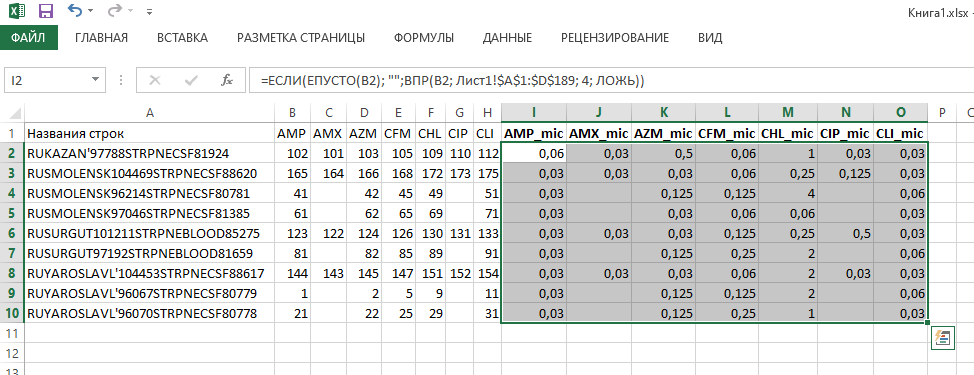 Книга1.xlsx -
ФАЙЛ ГЛАВНАЯ ВСТАВКА РАЗМЕТКА СТРАНИЦЫ ФОРМУЛЫ ДАННЫЕ РЕЦЕНЗИРОВАНИЕ ВИД
I2 =ЕСЛИ(ЕПУСТО(B2); "";ВПР(B2; Лист1!$A$1:$D$189; 4; ЛОЖЬ))
A B C D E F G H I J K L M N O P
1 Названия строк AMP AMX AZM CFM CHL CIP CLI AMP_mic AMX_mic AZM_mic CFM_mic CHL_mic CIP_mic CLI_mic
2 RUKAZAN'97788STRPNECSF81924 102 101 103 105 109 110 112 0,06 0,03 0,5 0,06 1 0,03 0,03
3 RUSMOLENSK104469STRPNECSF88620 165 164 166 168 172 173 175 0,03 0,03 0,03 0,06 0,25 0,125 0,03
4 RUSMOLENSK96214STRPNECSF80781 41 42 45 49 51 0,03 0,125 0,125 4 0,06
5 RUSMOLENSK97046STRPNECSF81385 61 62 65 69 71 0,03 0,03 0,06 0,06 0,03
6 RUSURGUT101211STRPNEBLOOD85275 123 122 124 126 130 131 133 0,03 0,03 0,03 0,125 0,25 0,5 0,03
7 RUSURGUT97192STRPNEBLOOD81659 81 82 85 89 91 0,03 0,125 0,25 2 0,06
8 RUYAROSLAVL'104453STRPNECSF88617 144 143 145 147 151 152 154 0,03 0,03 0,03 0,06 2 0,03 0,03
9 RUYAROSLAVL'96067STRPNECSF80779 1 2 5 9 11 0,03 0,125 0,125 2 0,06
10 RUYAROSLAVL'96070STRPNECSF80778 21 22 25 29 31 0,03 0,125 0,25 1 0,03
11
12
13